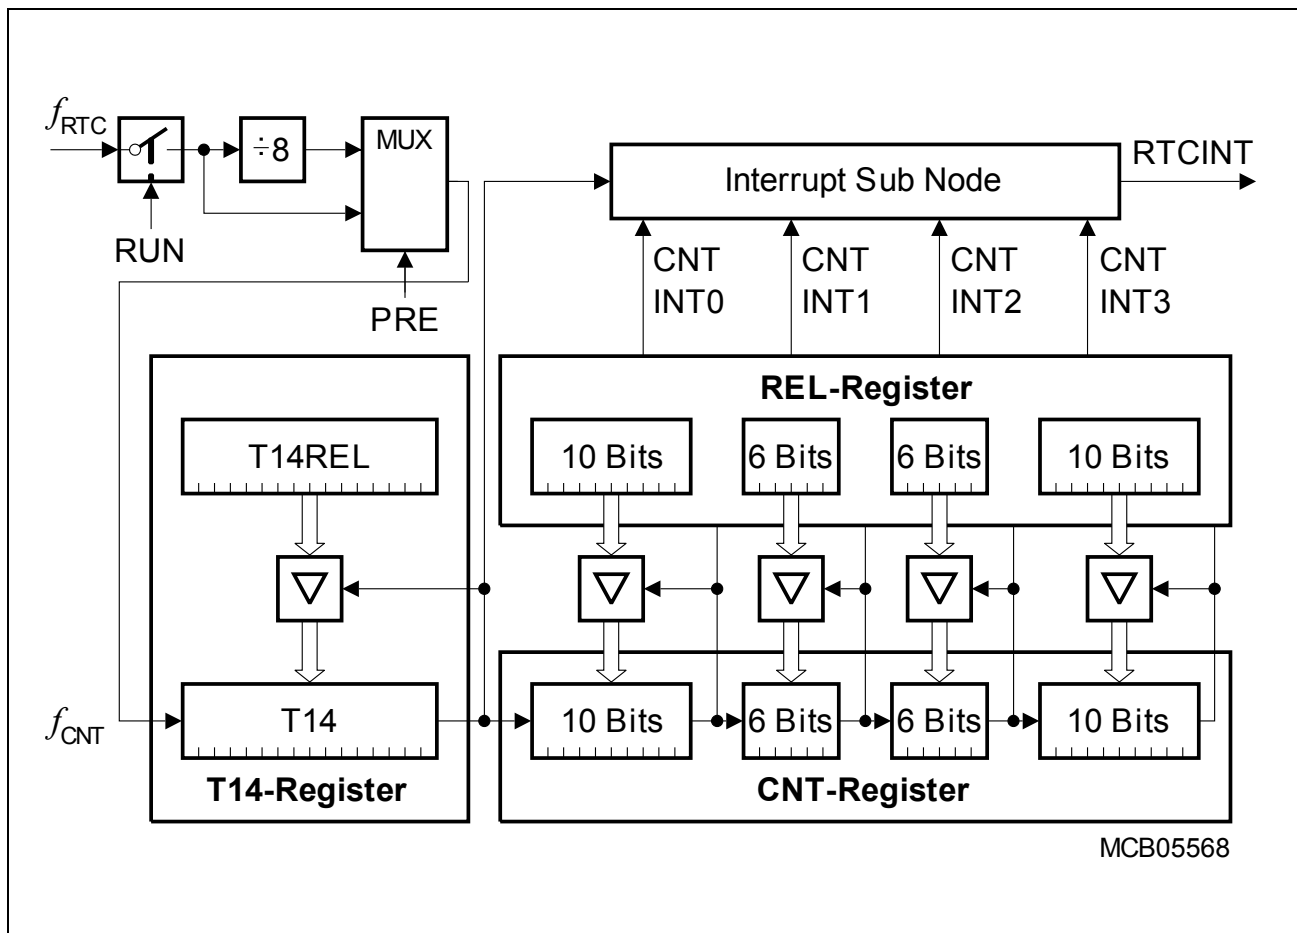 fRTC
÷8
MUX
RUN
PRE
Interrupt Sub Node
RTCINT
CNT
INT0
CNT
INT1
CNT
INT2
CNT
INT3
REL-Register
T14REL
10 Bits
6 Bits
6 Bits
10 Bits
fCNT
T14
10 Bits
6 Bits
6 Bits
10 Bits
T14-Register
CNT-Register
MCB05568